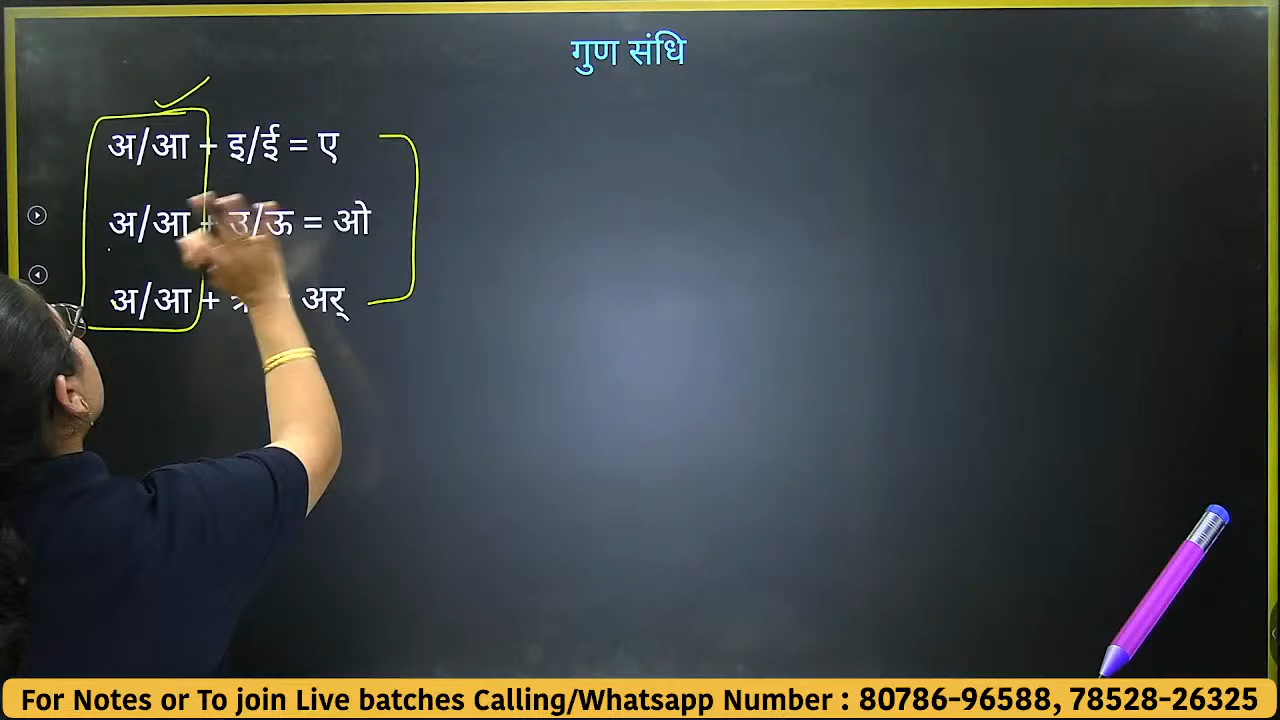 गुण संधि
अ/आ + इ/ई = ए
अ/आ + उ/ऊ = ओ
अ/आ + = अर्
For Notes or To join Live batches Calling/Whatsapp Number : 80786-96588, 78528-26325